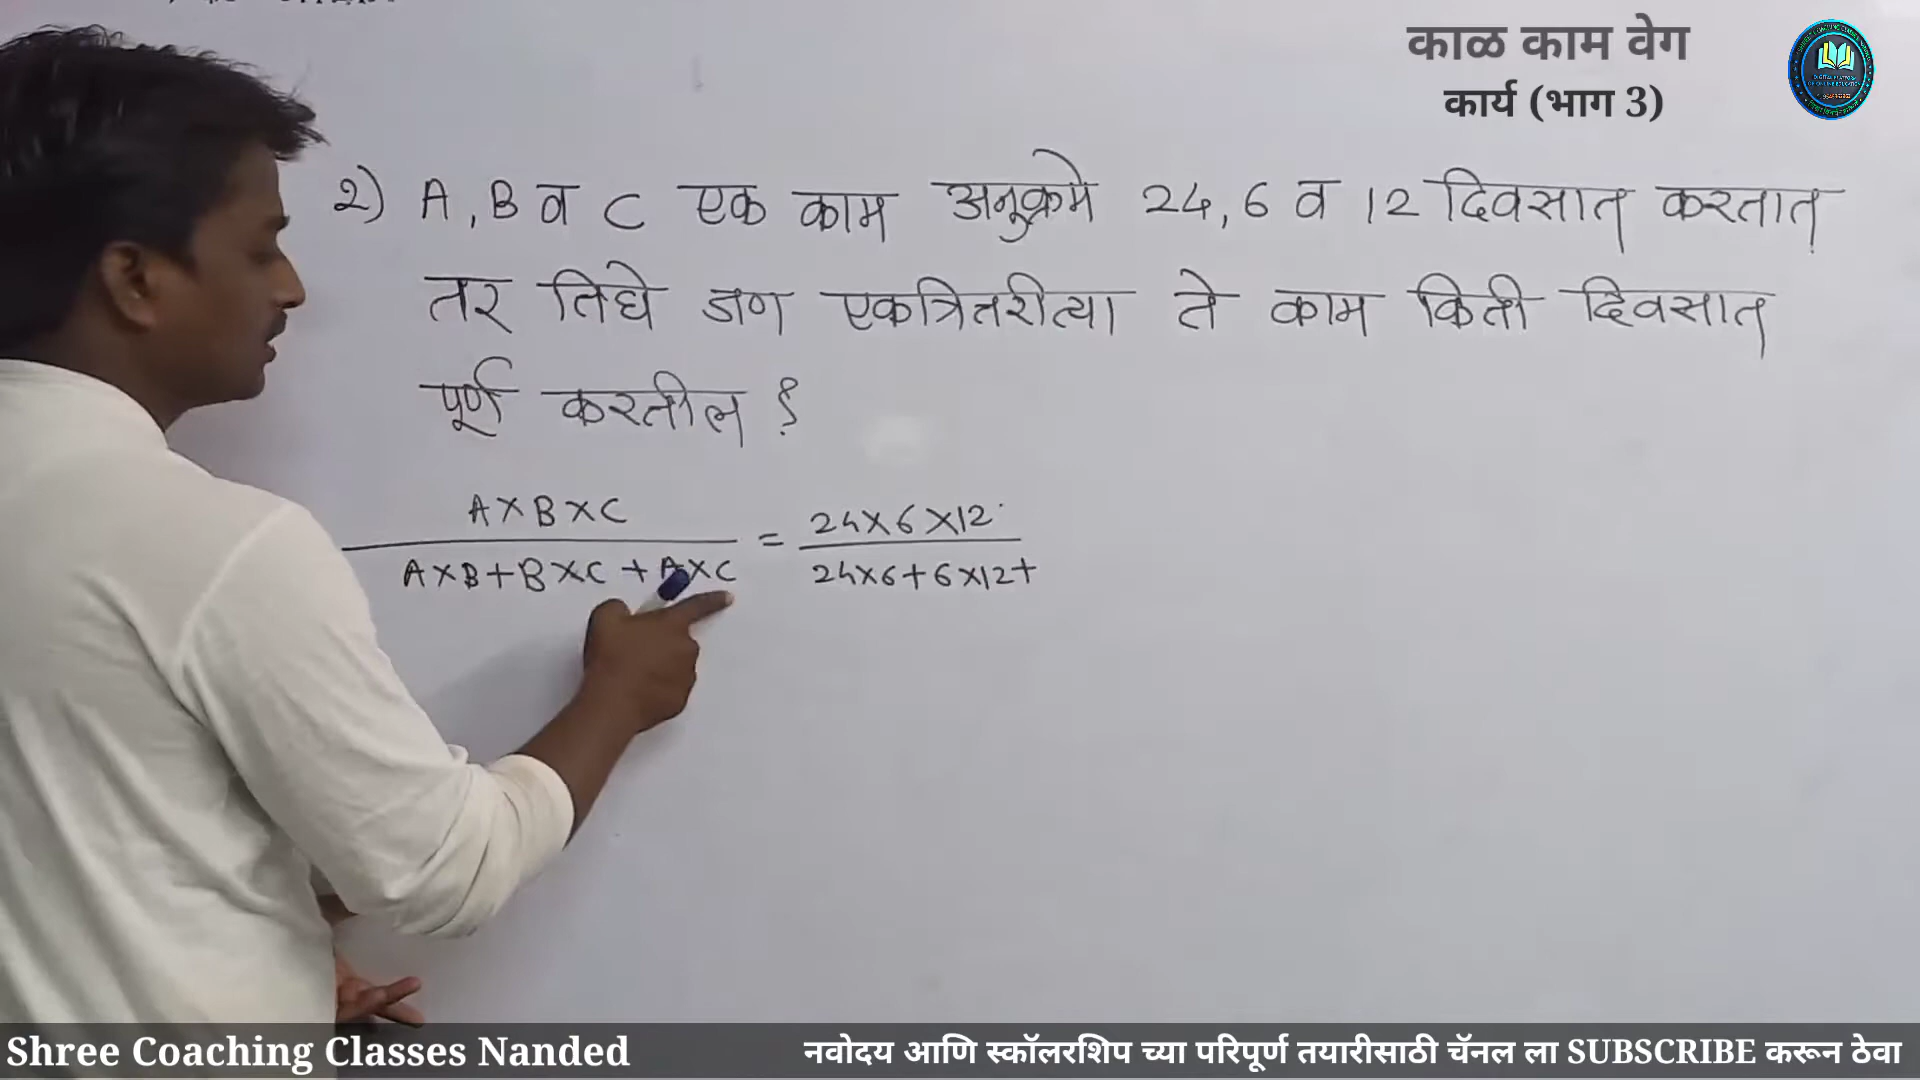 काळ काम वेग
कार्य (भाग 3)
२) A, B व C एक काम अनुक्रमे 24, 6 व 12 दिवसात करतात
तर तिघे जण एकत्रितरीत्या ते काम किती दिवसात
पूर्ण करतील ?
A×B×C
A×B+B×C+A×C
=
24×6×12
24×6+6×12+
Shree Coaching Classes Nanded
नवोदय आणि स्कॉलरशिप च्या परिपूर्ण तयारीसाठी चॅनल ला SUBSCRIBE करून ठेवा